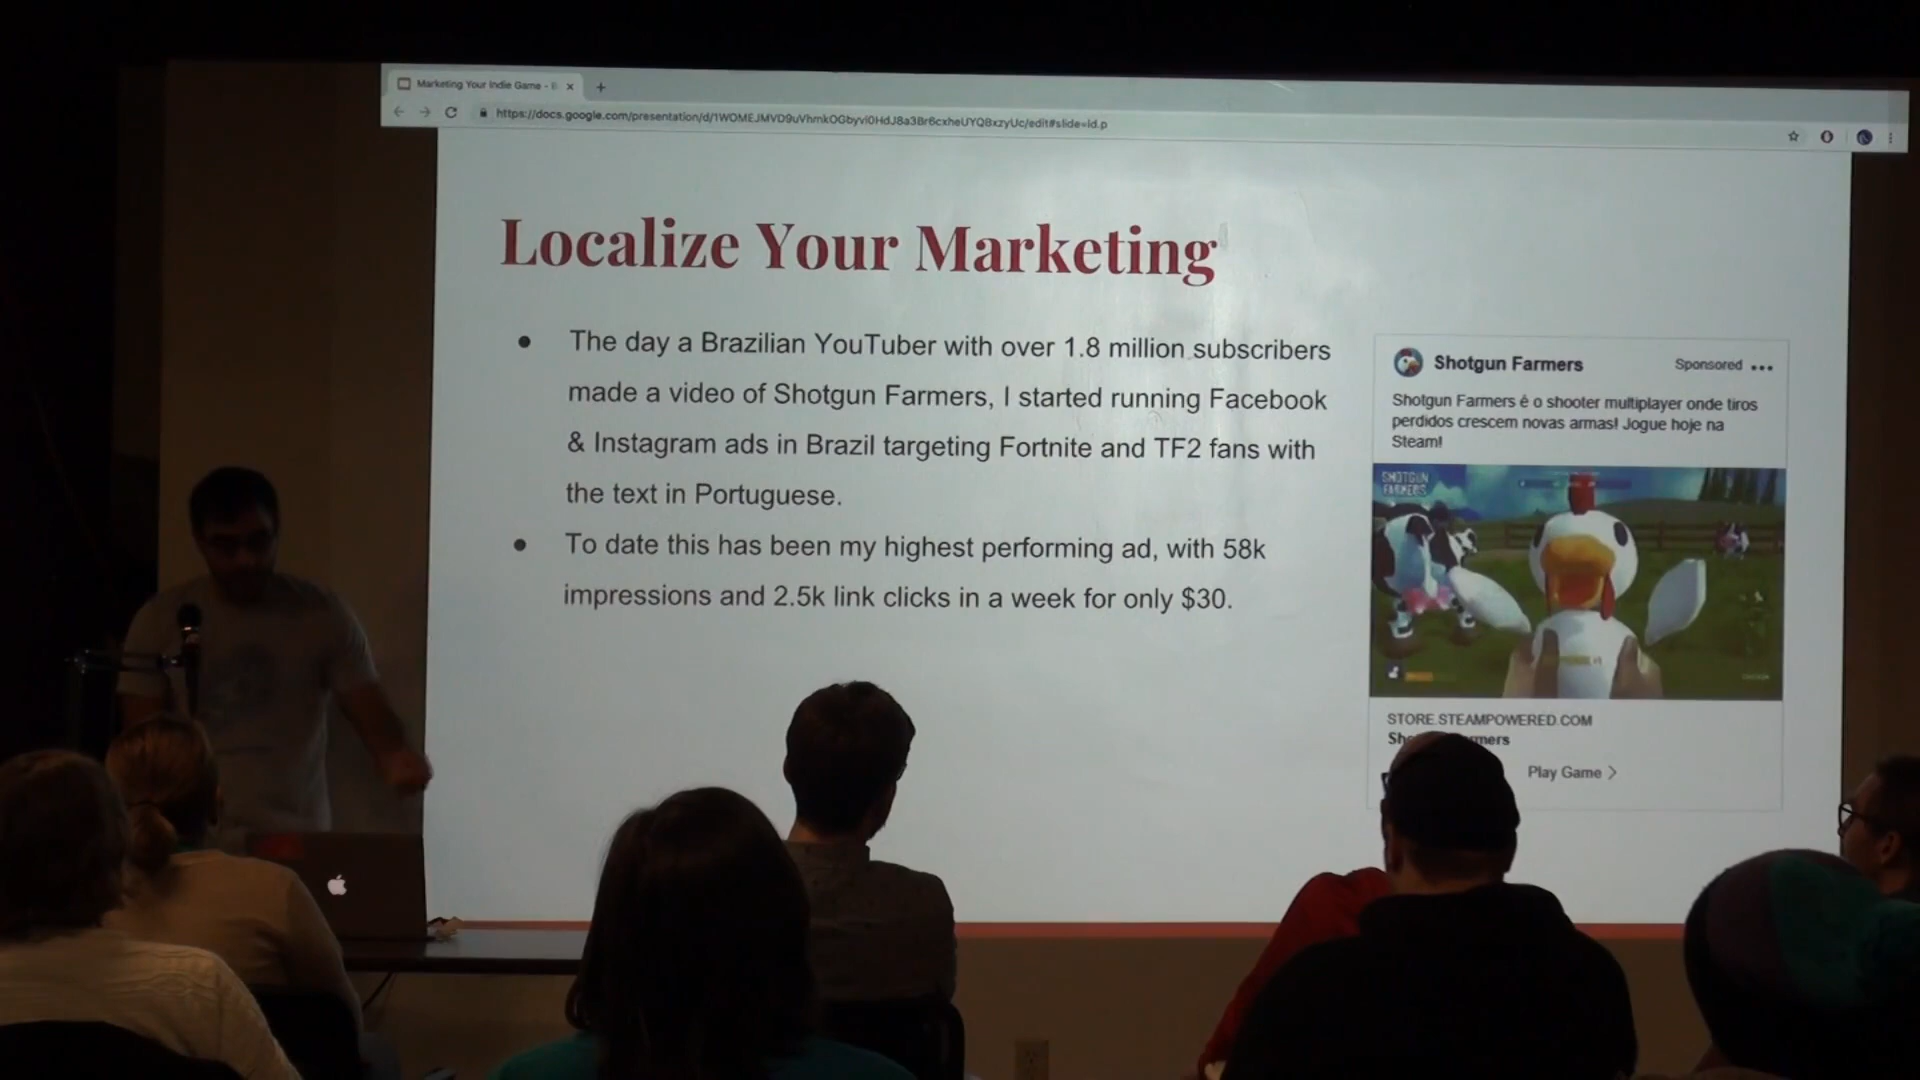 Marketing Your Indie Game -
https://docs.google.com/presentation/d/1WOMEJMVD9uVhmkOGbyvi0HdJ8a3Br6cxheUYQBxzyUc/edit#slide=id.p
Localize Your Marketing
● The day a Brazilian YouTuber with over 1.8 million subscribers
made a video of Shotgun Farmers, I started running Facebook
& Instagram ads in Brazil targeting Fortnite and TF2 fans with
the text in Portuguese.
● To date this has been my highest performing ad, with 58k
impressions and 2.5k link clicks in a week for only $30.
Shotgun Farmers Sponsored
Shotgun Farmers é o shooter multiplayer onde tiros
perdidos crescem novas armas! Jogue hoje na
Steam!
SHOTGUN
FARMERS
STORE.STEAMPOWERED.COM
Play Game >